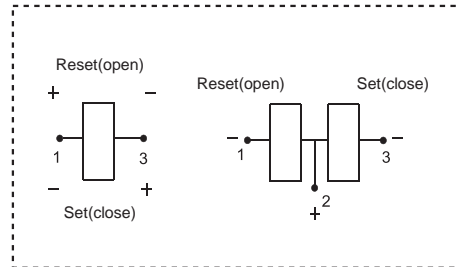 Reset(open)
+ −
1 3
− +
Set(close)
Reset(open) Set(close)
− −
1 3
2
+